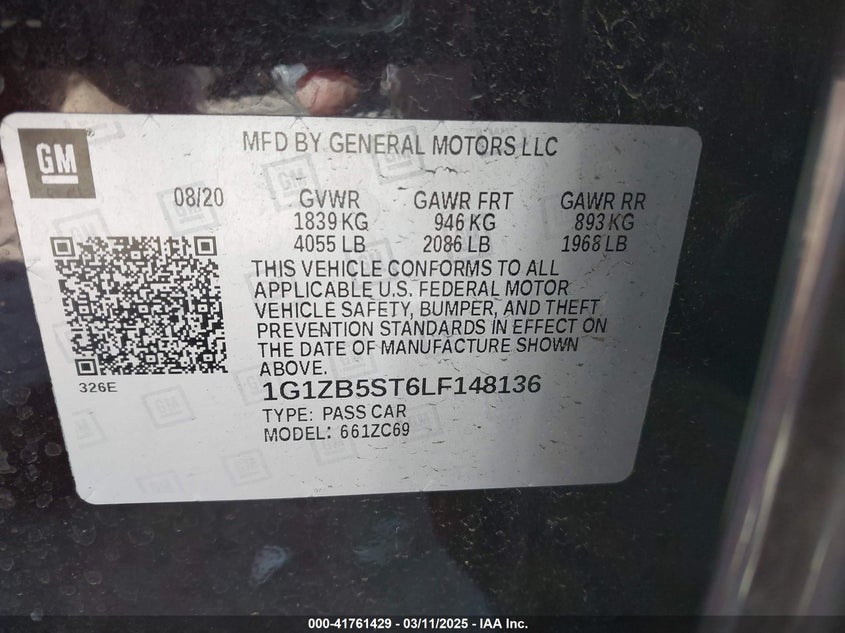 GM
MFD BY GENERAL MOTORS LLC
08/20 GVWR GAWR FRT GAWR RR
1839 KG 946 KG 893 KG
4055 LB 2086 LB 1968 LB
THIS VEHICLE CONFORMS TO ALL
APPLICABLE U.S. FEDERAL MOTOR
VEHICLE SAFETY, BUMPER, AND THEFT
PREVENTION STANDARDS IN EFFECT ON
THE DATE OF MANUFACTURE SHOWN
ABOVE.
326E
1G1ZB5ST6LF148136
TYPE: PASS CAR
MODEL: 661ZC69
000-41761429 - 03/11/2025 - IAA Inc.